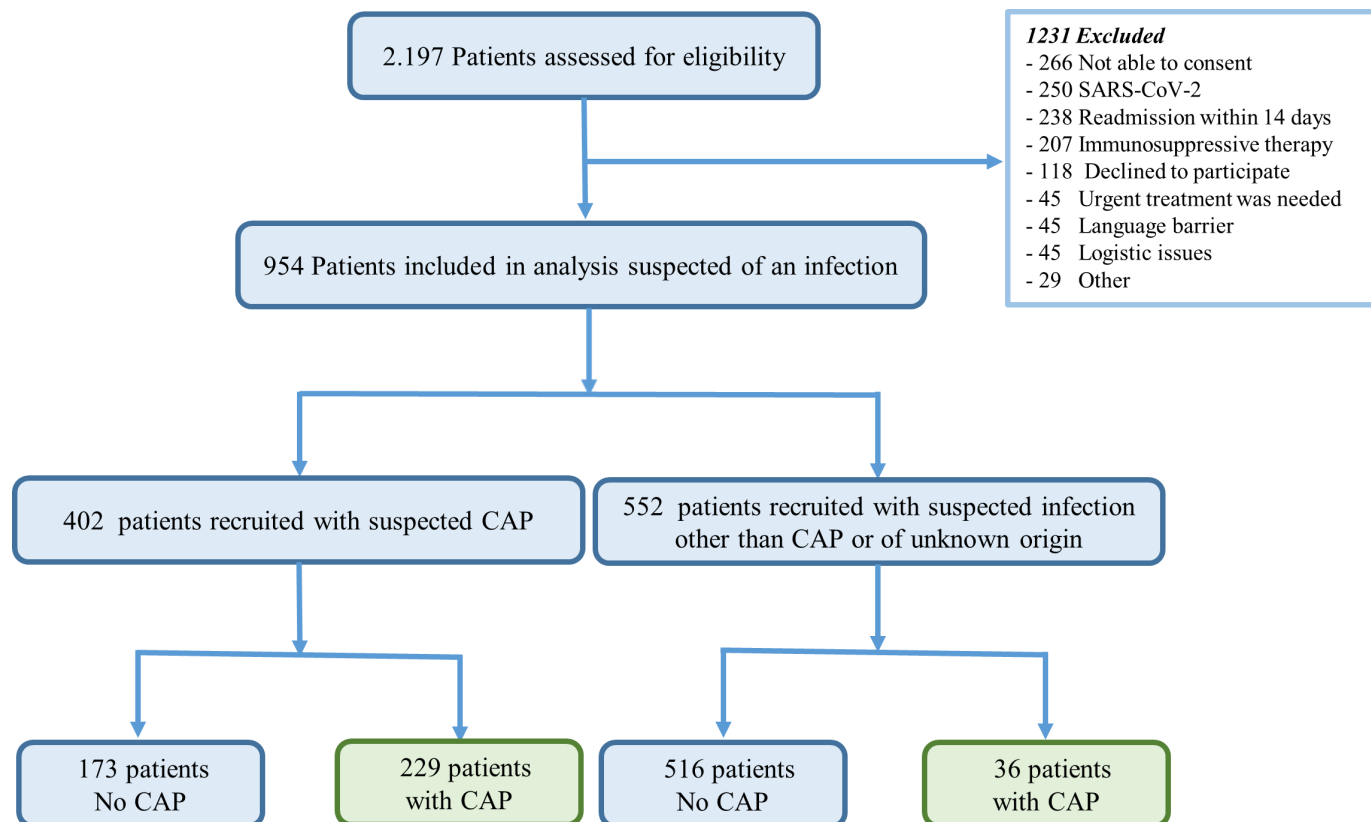 2.197 Patients assessed for eligibility
1231 Excluded
- 266 Not able to consent
- 250 SARS-CoV-2
- 238 Readmission within 14 days
- 207 Immunosuppressive therapy
- 118 Declined to participate
- 45 Urgent treatment was needed
- 45 Language barrier
- 45 Logistic issues
- 29 Other
954 Patients included in analysis suspected of an infection
402 patients recruited with suspected CAP
552 patients recruited with suspected infection
other than CAP or of unknown origin
173 patients
No CAP
229 patients
with CAP
516 patients
No CAP
36 patients
with CAP